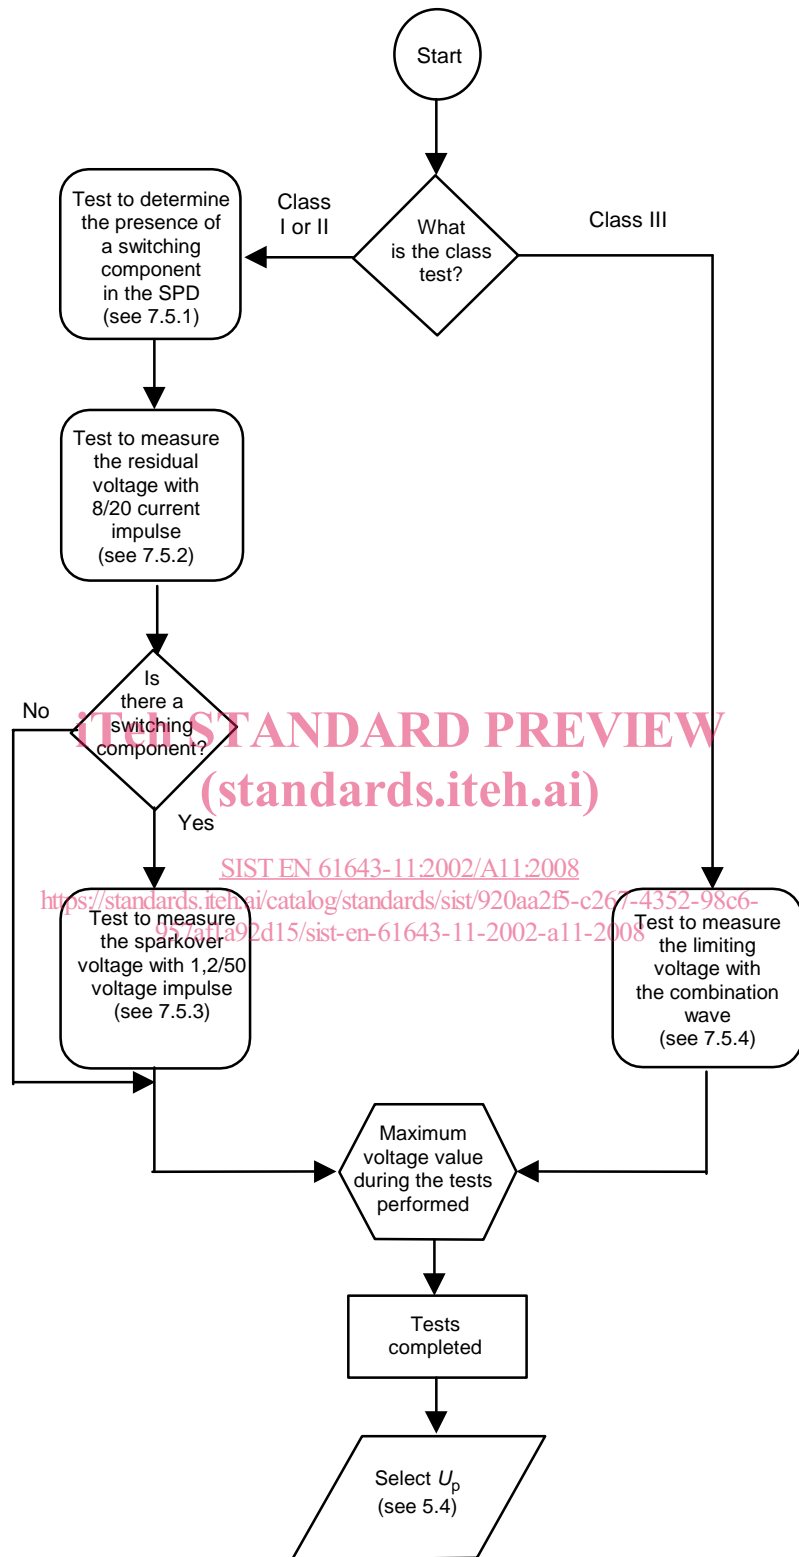 Start
Test to determine
the presence of
a switching
component
in the SPD
(see 7.5.1)
Class
I or II
What
is the class
test?
Class III
Test to measure
the residual
voltage with
8/20 current
impulse
(see 7.5.2)
Is
there a
switching
component?
No
Yes
iTeh STANDARD PREVIEW
(standards.iteh.ai)
SIST EN 61643-11:2002/A11:2008
https://standards.iteh.ai/catalog/standards/sist/920aa2f5-c267-4352-98c6-
957af1a92d15/sist-en-61643-11-2002-a11-2008
Test to measure
the sparkover
voltage with 1,2/50
voltage impulse
(see 7.5.3)
Test to measure
the limiting
voltage with
the combination
wave
(see 7.5.4)
Maximum
voltage value
during the tests
performed
Tests
completed
Select Up
(see 5.4)